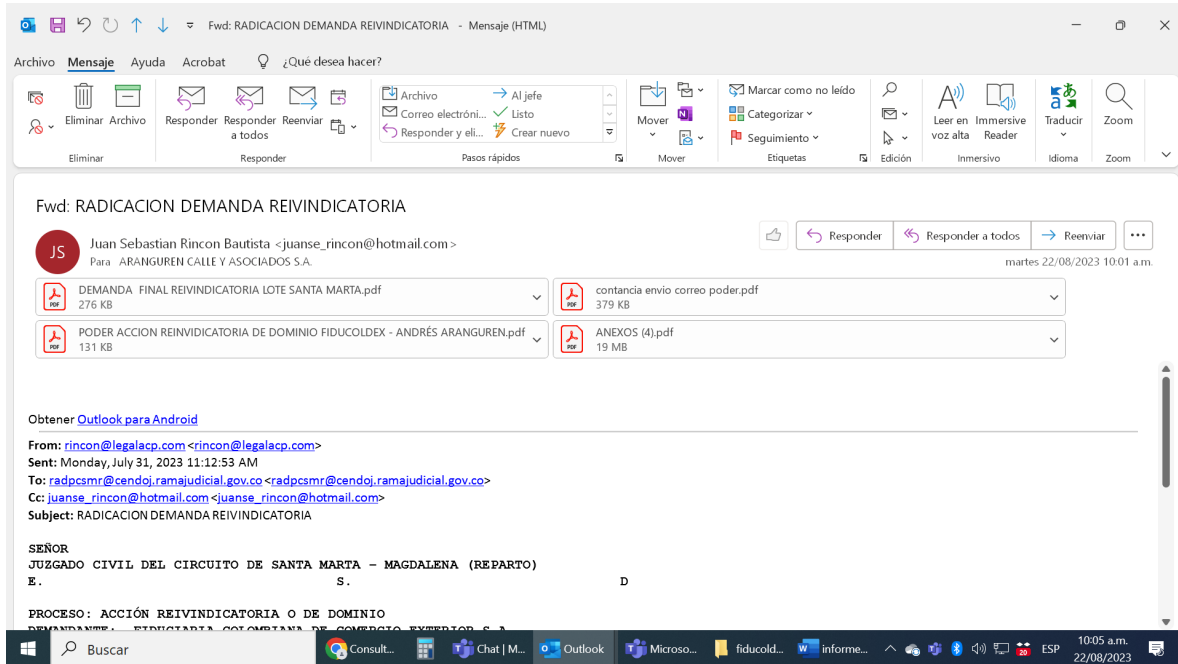 Fwd: RADICACION DEMANDA REIVINDICATORIA - Mensaje (HTML)
Archivo Mensaje Ayuda Acrobat ¿Qué desea hacer?
Eliminar Archivo
Responder Responder a todos Reenviar
Archivo Al jefe
Correo electróni... Listo
Responder y eli... Crear nuevo
Mover
Marcar como no leído
Categorizar
Seguimiento
Leer en voz alta Immersive Reader
Traducir
Zoom
Eliminar Responder Pasos rápidos Mover Etiquetas Edición Inmersivo Idioma Zoom
Fwd: RADICACION DEMANDA REIVINDICATORIA
JS
Juan Sebastian Rincon Bautista <juanse_rincon@hotmail.com>
Para ARANGUREN CALLE Y ASOCIADOS S.A.
Responder Responder a todos Reenviar
martes 22/08/2023 10:01 a.m.
DEMANDA FINAL REIVINDICATORIA LOTE SANTA MARTA.pdf
276 KB
contancia envio correo poder.pdf
379 KB
PODER ACCION REINVIDICATORIA DE DOMINIO FIDUCOLDEX - ANDRÉS ARANGUREN.pdf
131 KB
ANEXOS (4).pdf
19 MB
Obtener Outlook para Android
From: rincon@legalacp.com <rincon@legalacp.com>
Sent: Monday, July 31, 2023 11:12:53 AM
To: radpcsmr@cendoj.ramajudicial.gov.co <radpcsmr@cendoj.ramajudicial.gov.co>
Cc: juanse_rincon@hotmail.com <juanse_rincon@hotmail.com>
Subject: RADICACION DEMANDA REIVINDICATORIA
SEÑOR
JUZGADO CIVIL DEL CIRCUITO DE SANTA MARTA – MAGDALENA (REPARTO)
E. S. D
PROCESO: ACCIÓN REIVINDICATORIA O DE DOMINIO
DEMANDANTE: FIDUCIARIA COLOMBIANA DE COMERCIO EXTERIOR S.A.
Buscar
Consult... Chat | M... Outlook Microso... fiducold... informe... 20 ESP
10:05 a.m.
22/08/2023